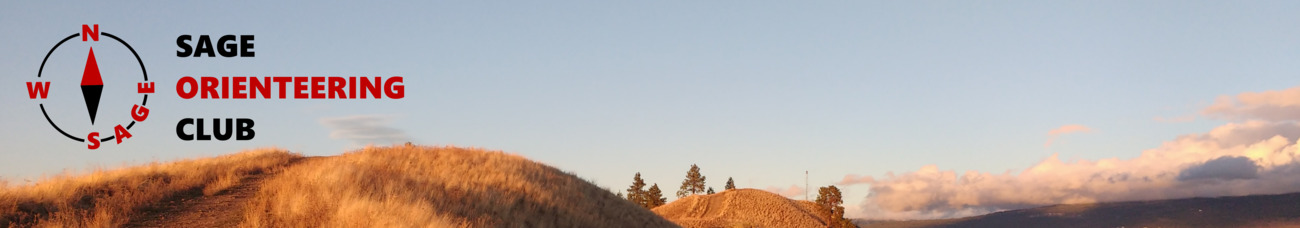 N
W
E
SAGE
SAGE
ORIENTEERING
CLUB